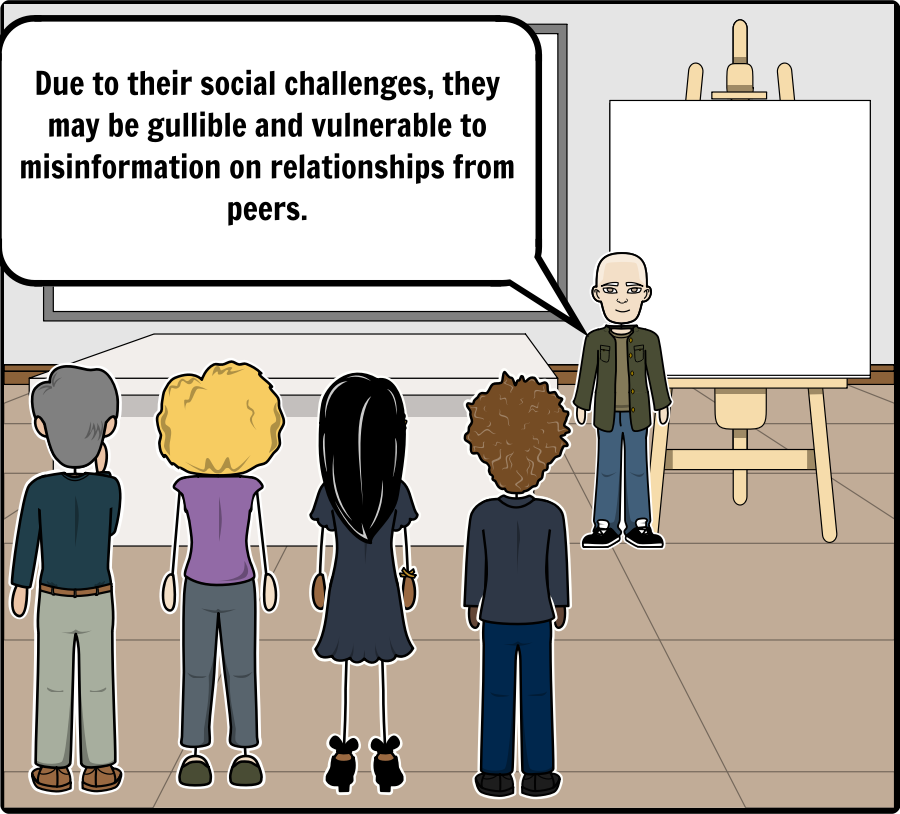 Due to their social challenges, they
may be gullible and vulnerable to
misinformation on relationships from
peers.